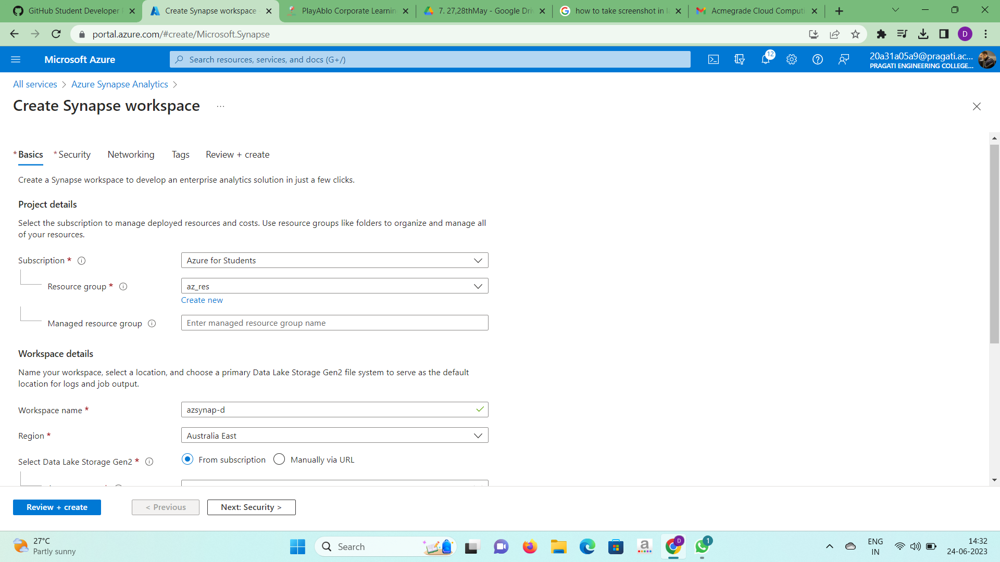 GitHub Student Developer
Create Synapse workspace
PlayAblo Corporate Learnin
7. 27,28thMay - Google Dri
how to take screenshot in
Acmegrade Cloud Computi
portal.azure.com/#create/Microsoft.Synapse
D
Microsoft Azure
Search resources, services, and docs (G+/)
12
20a31a05a9@pragati.ac...
PRAGATI ENGINEERING COLLEGE...
All services > Azure Synapse Analytics >
Create Synapse workspace ...
* Basics * Security Networking Tags Review + create
Create a Synapse workspace to develop an enterprise analytics solution in just a few clicks.
Project details
Select the subscription to manage deployed resources and costs. Use resource groups like folders to organize and manage all
of your resources.
Subscription *
Azure for Students
Resource group *
az_res
Create new
Managed resource group
Enter managed resource group name
Workspace details
Name your workspace, select a location, and choose a primary Data Lake Storage Gen2 file system to serve as the default
location for logs and job output.
Workspace name *
azsynap-d
Region *
Australia East
Select Data Lake Storage Gen2 *
From subscription
Manually via URL
Review + create
< Previous
Next: Security >
27°C
Partly sunny
Search
a
D
1
ENG
IN
14:32
24-06-2023